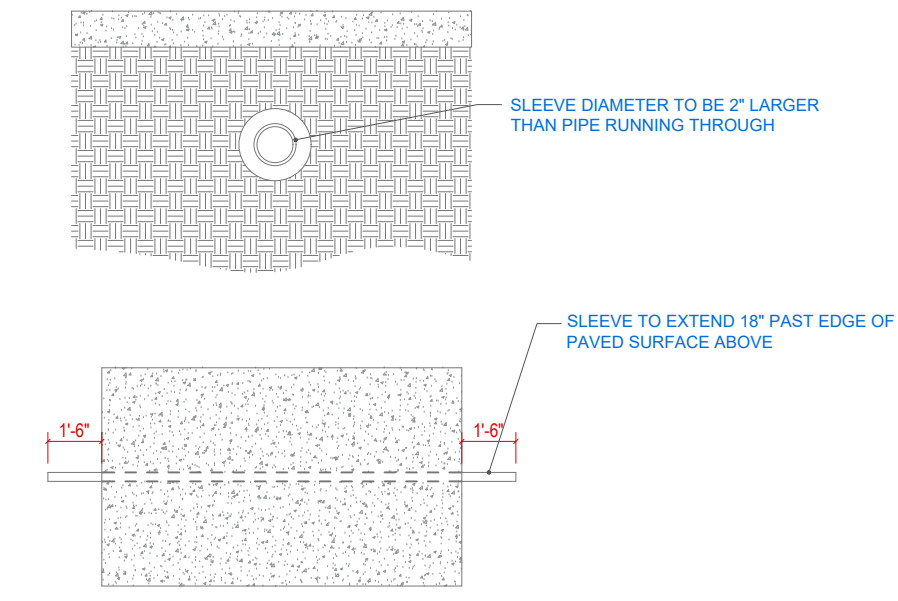 SLEEVE DIAMETER TO BE 2" LARGER
THAN PIPE RUNNING THROUGH
SLEEVE TO EXTEND 18" PAST EDGE OF
PAVED SURFACE ABOVE
1'-6"
1'-6"